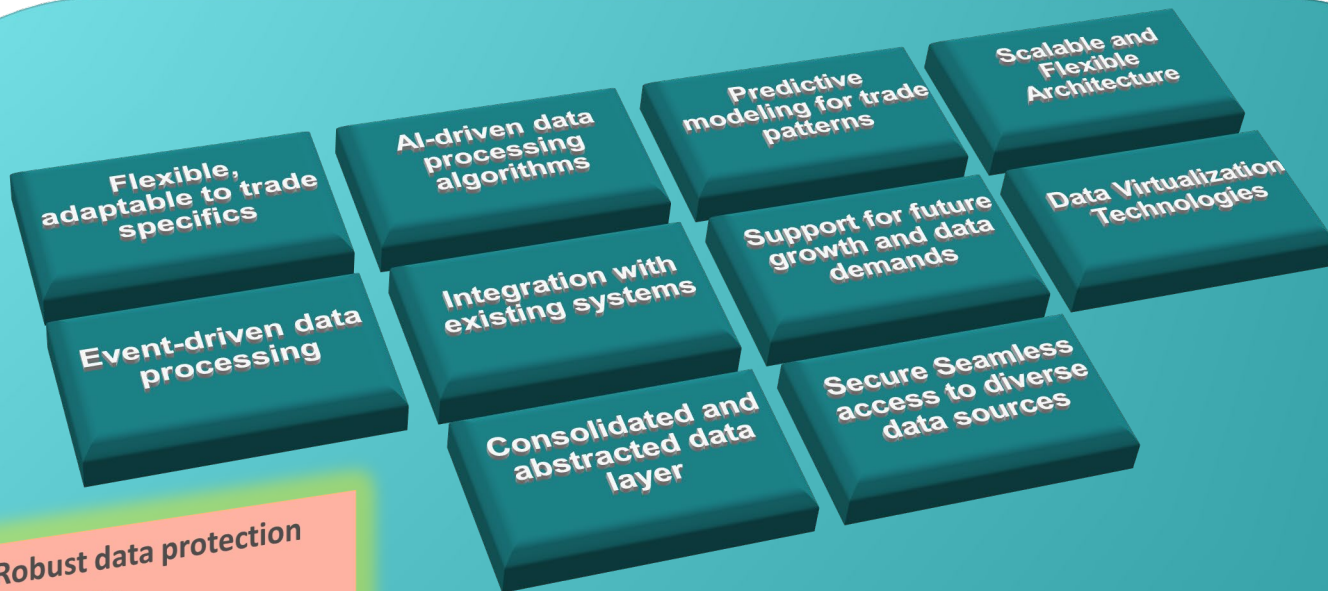 Flexible,
adaptable to trade
specifics
AI-driven data
processing
algorithms
Predictive
modeling for trade
patterns
Scalable and
Flexible
Architecture
Event-driven data
processing
Integration with
existing systems
Support for future
growth and data
demands
Data Virtualization
Technologies
Consolidated and
abstracted data
layer
Secure Seamless
access to diverse
data sources
Robust data protection